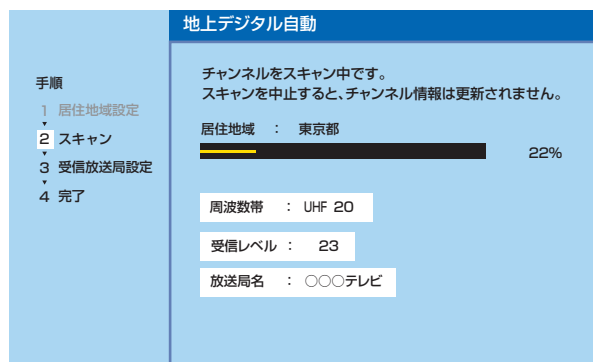 地上デジタル自動
手順
1 居住地域設定
2 スキャン
3 受信放送局設定
4 完了
チャンネルをスキャン中です。
スキャンを中止すると、チャンネル情報は更新されません。
居住地域 : 東京都
22%
周波数帯 : UHF 20
受信レベル : 23
放送局名 : ○○○テレビ